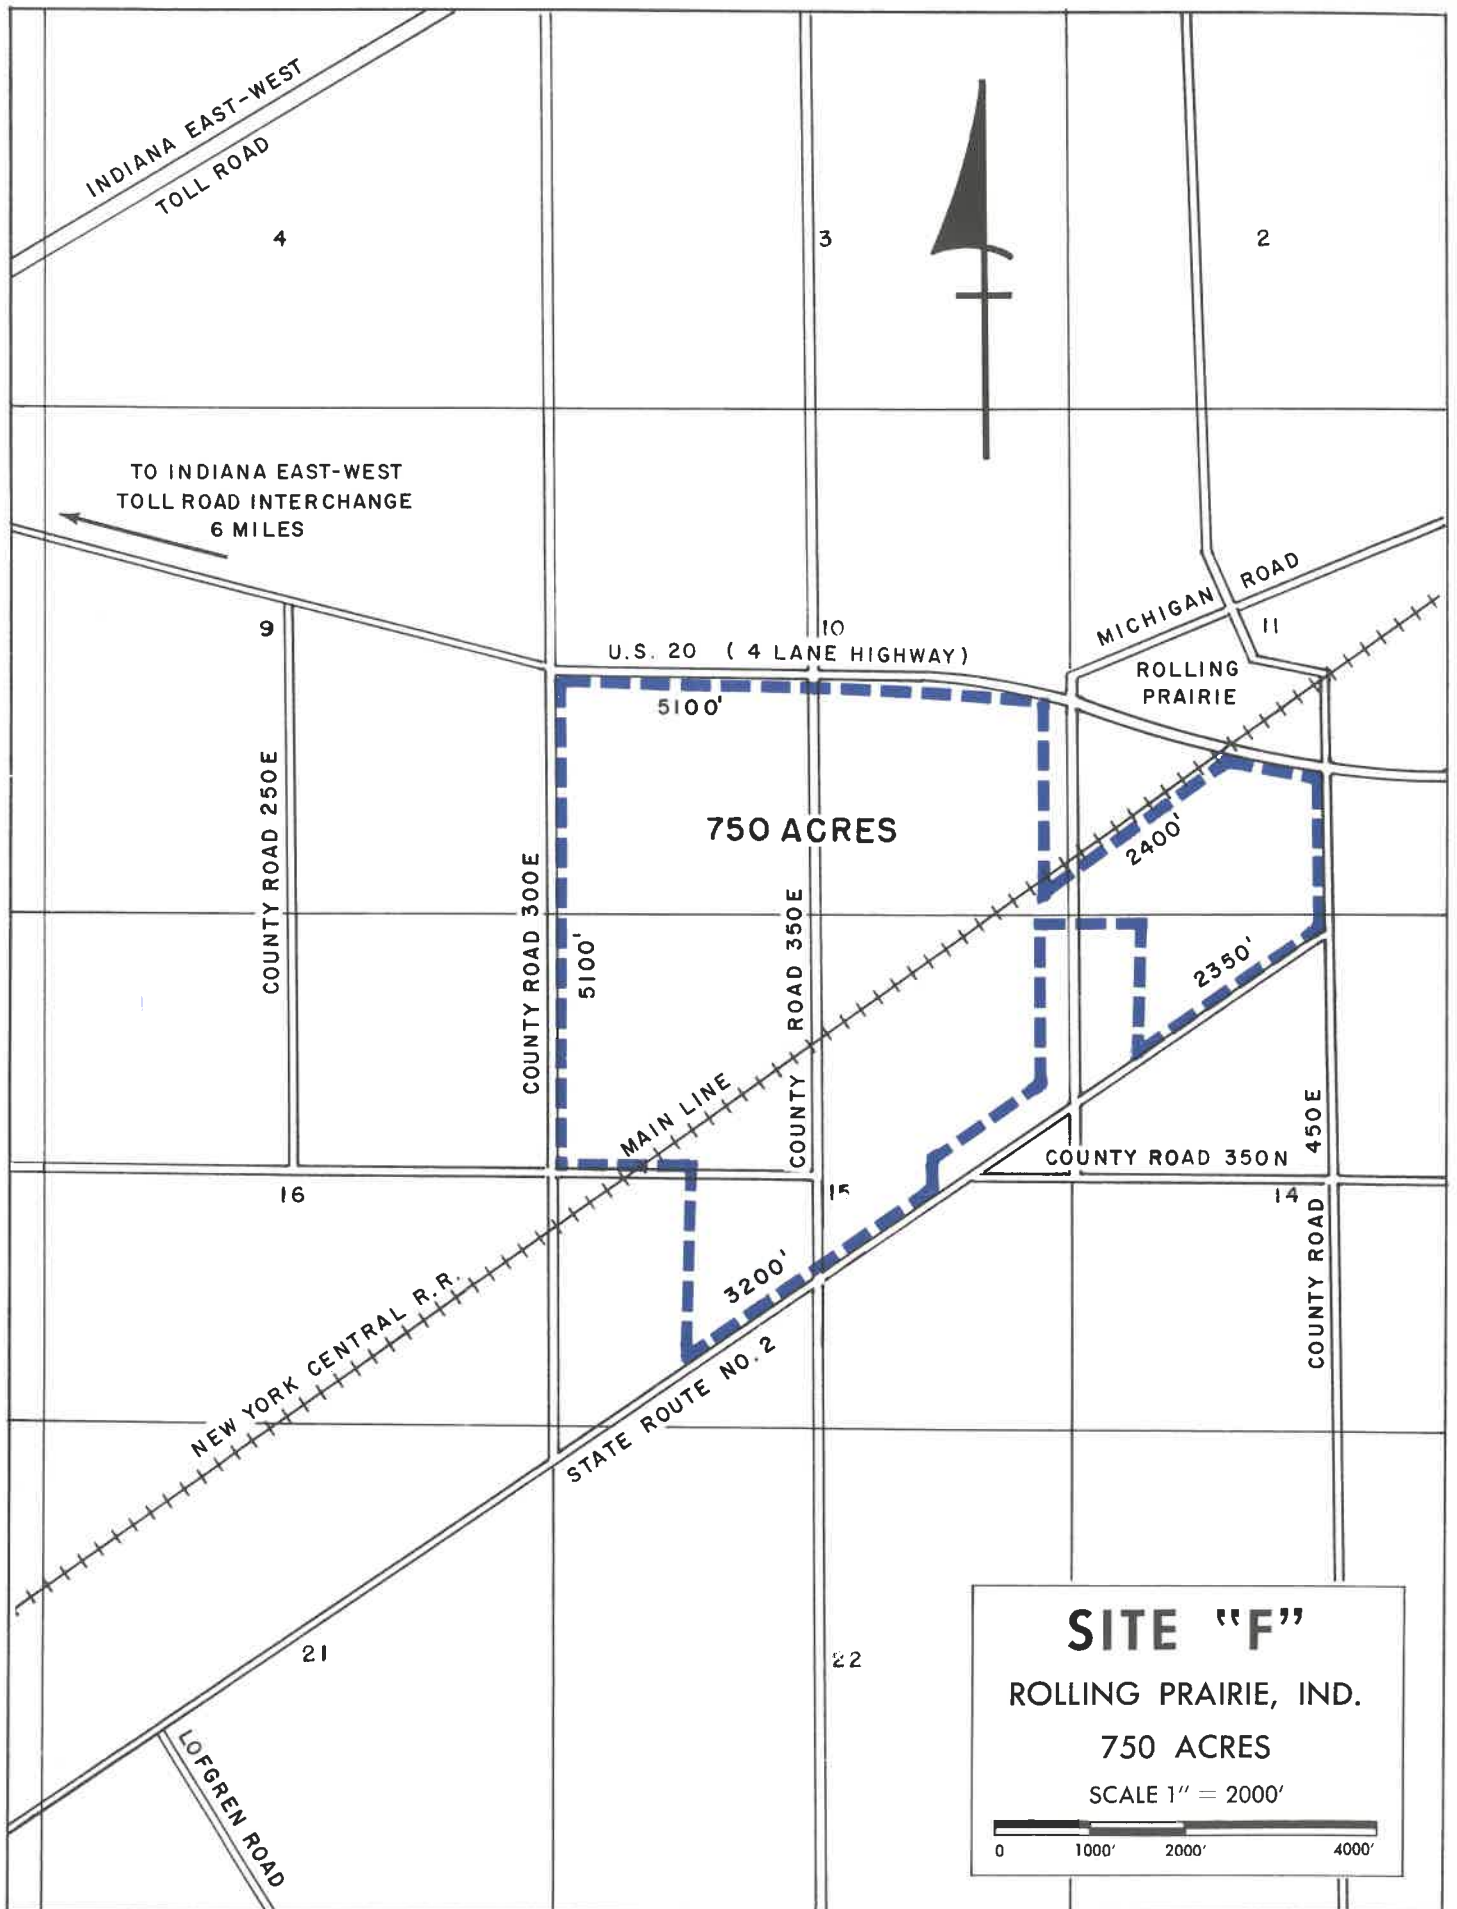 INDIANA EAST-WEST
TOLL ROAD
4
3
2
TO INDIANA EAST-WEST
TOLL ROAD INTERCHANGE
6 MILES
9
10
U.S. 20 ( 4 LANE HIGHWAY)
MICHIGAN ROAD
11
ROLLING
PRAIRIE
5100'
750 ACRES
2400'
COUNTY ROAD 250E
COUNTY ROAD 300E
5100'
COUNTY ROAD 350E
2350'
MAIN LINE
COUNTY ROAD 350N
COUNTY ROAD 450E
16
15
14
3200'
NEW YORK CENTRAL R.R.
STATE ROUTE NO. 2
21
22
LOFGREN ROAD
SITE "F"
ROLLING PRAIRIE, IND.
750 ACRES
SCALE 1" = 2000'
0 1000' 2000' 4000'